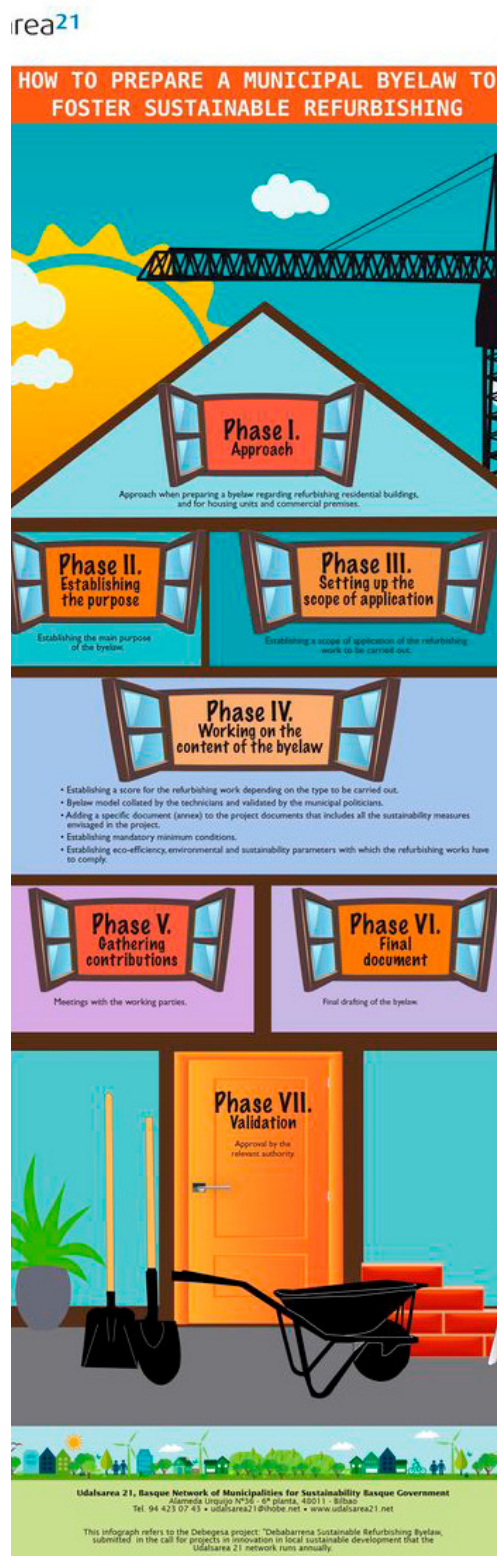 area21
HOW TO PREPARE A MUNICIPAL BYELAW TO
FOSTER SUSTAINABLE REFURBISHING
Phase I.
Approach
Approach when preparing a byelaw regarding refurbishing residential buildings,
and for housing units and commercial premises.
Phase II.
Establishing
the purpose
Establishing the main purpose
of the byelaw.
Phase III.
Setting up the
scope of application
Establishing a scope of application of the refurbishing
work to be carried out.
Phase IV.
Working on the
content of the byelaw
• Establishing a score for the refurbishing work depending on the type to be carried out.
• Byelaw model collated by the technicians and validated by the municipal politicians.
• Adding a specific document (annex) to the project documents that includes all the sustainability measures
envisaged in the project.
• Establishing mandatory minimum conditions.
• Establishing eco-efficiency, environmental and sustainability parameters with which the refurbishing works have
to comply.
Phase V.
Gathering
contributions
Meetings with the working parties.
Phase VI.
Final
document
Final drafting of the byelaw.
Phase VII.
Validation
Approval by the
relevant authority.
Udalsarea 21, Basque Network of Municipalities for Sustainability Basque Government
Alameda Urquijo Nº36 - 6ª planta, 48011 - Bilbao
Tel. 94 423 07 43 • udalsarea21@ihobe.net • www.udalsarea21.net
This infograph refers to the Debegesa project: "Debabarrena Sustainable Refurbishing Byelaw,
submitted in the call for projects in innovation in local sustainable development that the
Udalsarea 21 network runs annually.